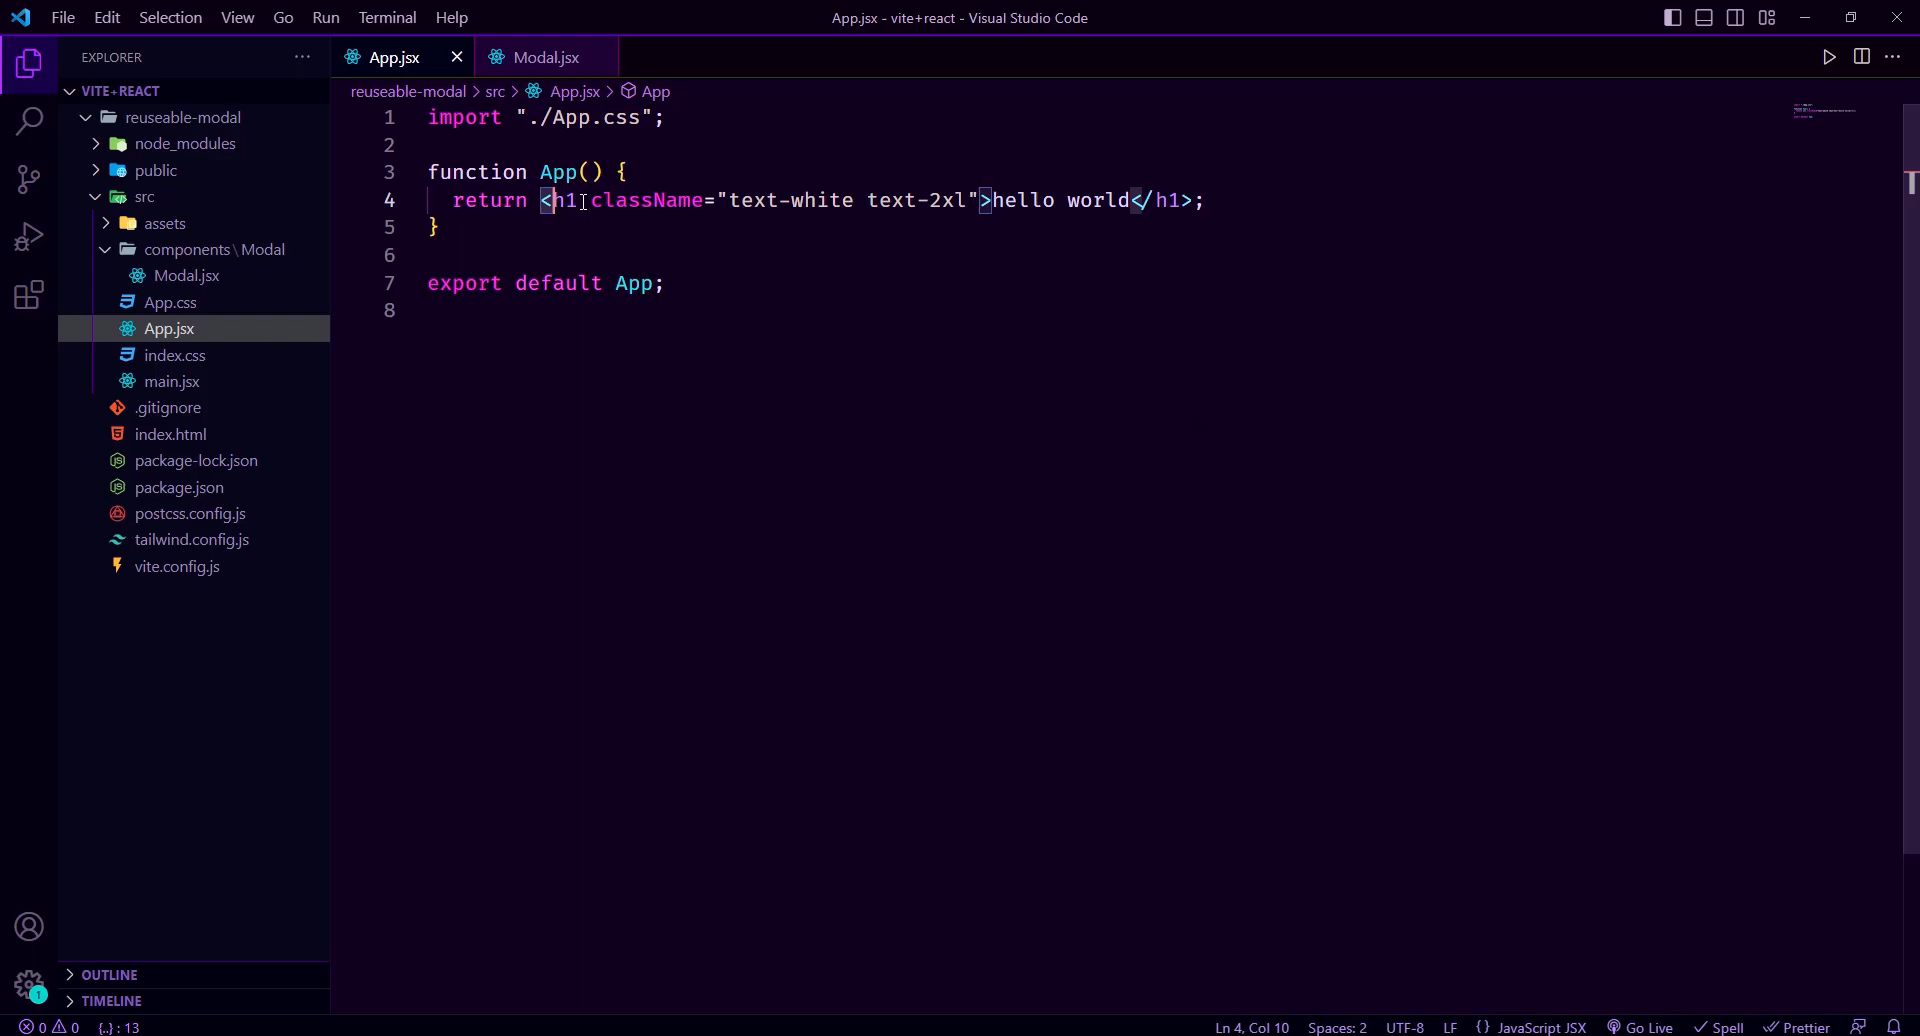 File Edit Selection View Go Run Terminal Help
App.jsx - vite+react - Visual Studio Code
EXPLORER
VITE+REACT
reuseable-modal
node_modules
public
src
assets
components\Modal
Modal.jsx
App.css
App.jsx
index.css
main.jsx
.gitignore
index.html
package-lock.json
package.json
postcss.config.js
tailwind.config.js
vite.config.js
OUTLINE
TIMELINE
App.jsx Modal.jsx
reuseable-modal > src > App.jsx > App
1 import "./App.css";
2
3 function App() {
4 return <h1 className="text-white text-2xl">hello world</h1>;
5 }
6
7 export default App;
8
1
0 0 {..} : 13
Ln 4, Col 10 Spaces: 2 UTF-8 LF {} JavaScript JSX Go Live Spell Prettier